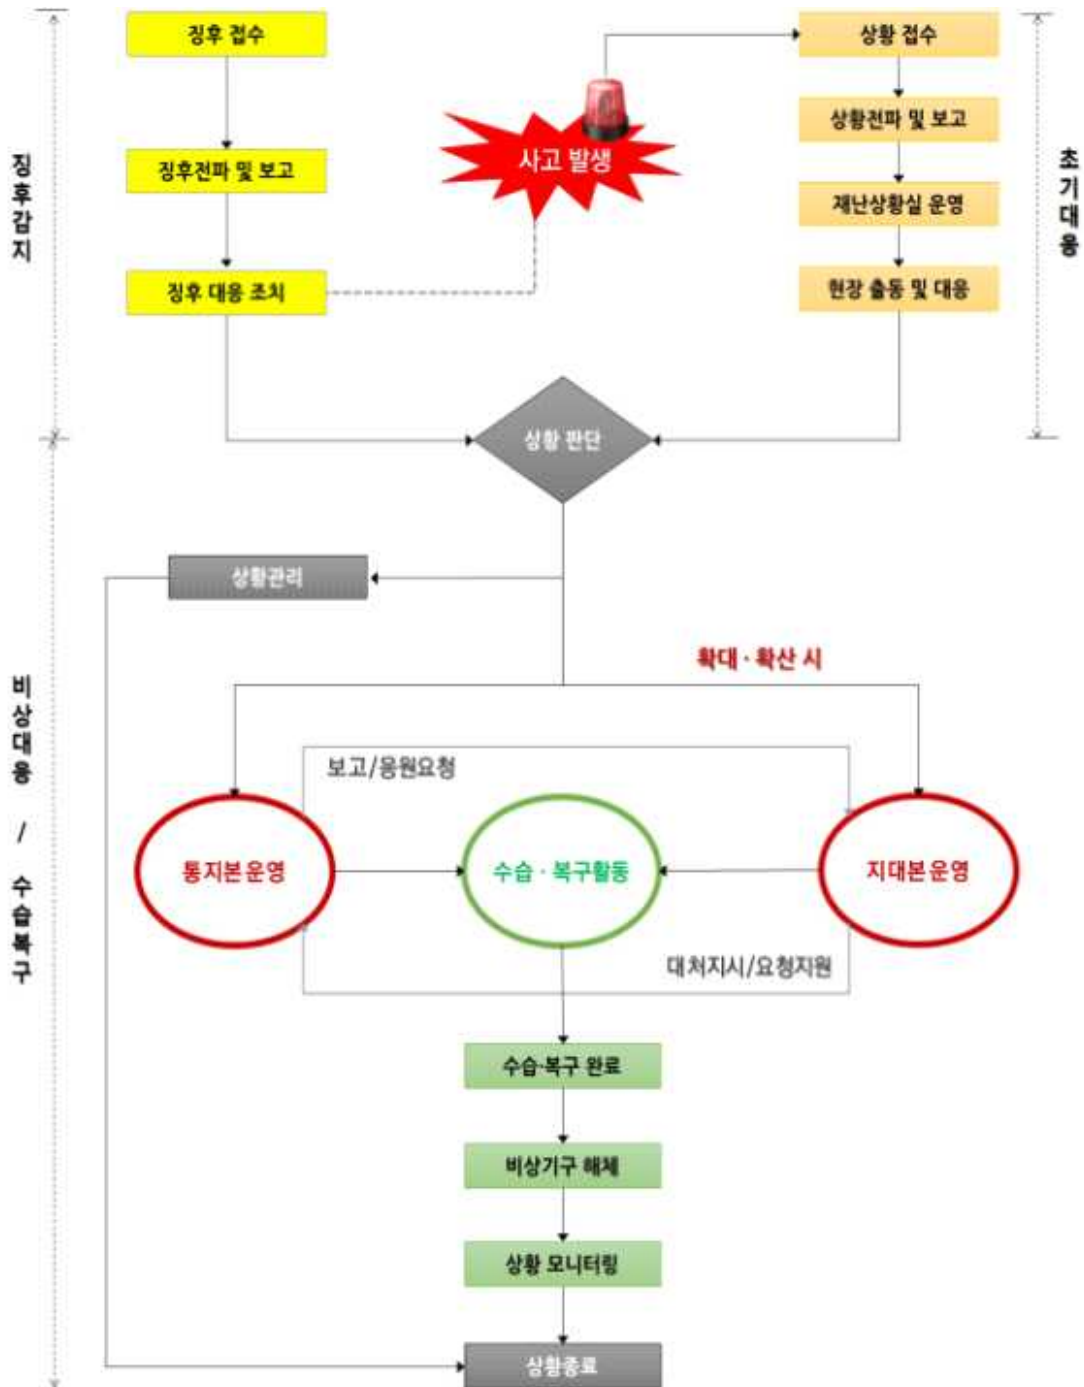 징후감지
징후 접수
징후전파 및 보고
징후 대응 조치
사고 발생
상황 접수
상황전파 및 보고
재난상황실 운영
현장 출동 및 대응
초기대응
상황 판단
비상대응 / 수습복구
상황관리
확대·확산 시
보고/응원요청
통지본운영
수습·복구활동
지대본운영
대처지시/요청지원
수습·복구 완료
비상기구 해체
상황 모니터링
상황종료